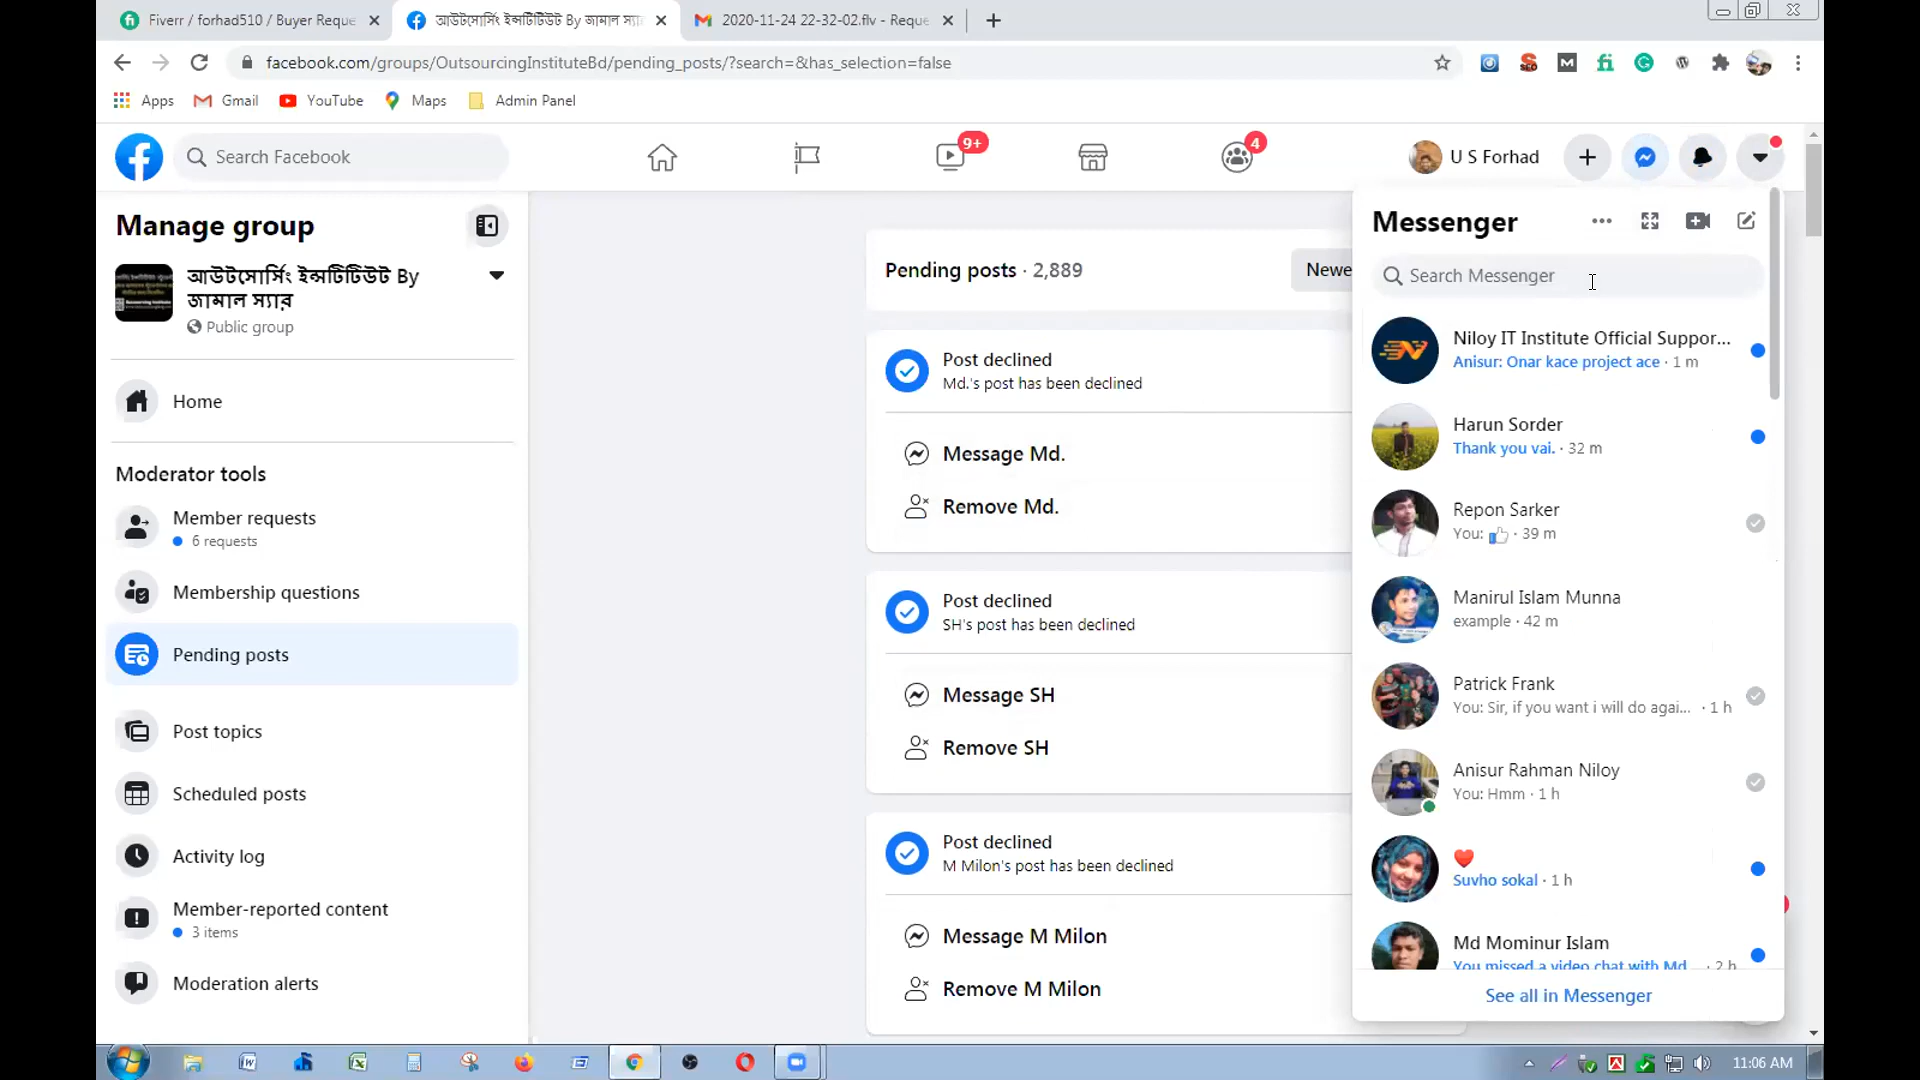 Fiverr / forhad510 / Buyer Reque
আউটসোর্সিং ইন্সটিটিউট By জামাল স্যা
2020-11-24 22-32-02.flv - Reque
facebook.com/groups/OutsourcingInstituteBd/pending_posts/?search=&has_selection=false
Apps
Gmail
YouTube
Maps
Admin Panel
Search Facebook
9+
4
U S Forhad
Manage group
আউটসোর্সিং ইন্সটিটিউট By
জামাল স্যার
Public group
Home
Moderator tools
Member requests
6 requests
Membership questions
Pending posts
Post topics
Scheduled posts
Activity log
Member-reported content
3 items
Moderation alerts
Pending posts · 2,889
Newe
Post declined
Md.'s post has been declined
Message Md.
Remove Md.
Post declined
SH's post has been declined
Message SH
Remove SH
Post declined
M Milon's post has been declined
Message M Milon
Remove M Milon
Messenger
Search Messenger
Niloy IT Institute Official Suppor...
Anisur: Onar kace project ace · 1 m
Harun Sorder
Thank you vai. · 32 m
Repon Sarker
You: · 39 m
Manirul Islam Munna
example · 42 m
Patrick Frank
You: Sir, if you want i will do agai... · 1 h
Anisur Rahman Niloy
You: Hmm · 1 h
Suvho sokal · 1 h
Md Mominur Islam
You missed a video chat with Md · 2 h
See all in Messenger
11:06 AM